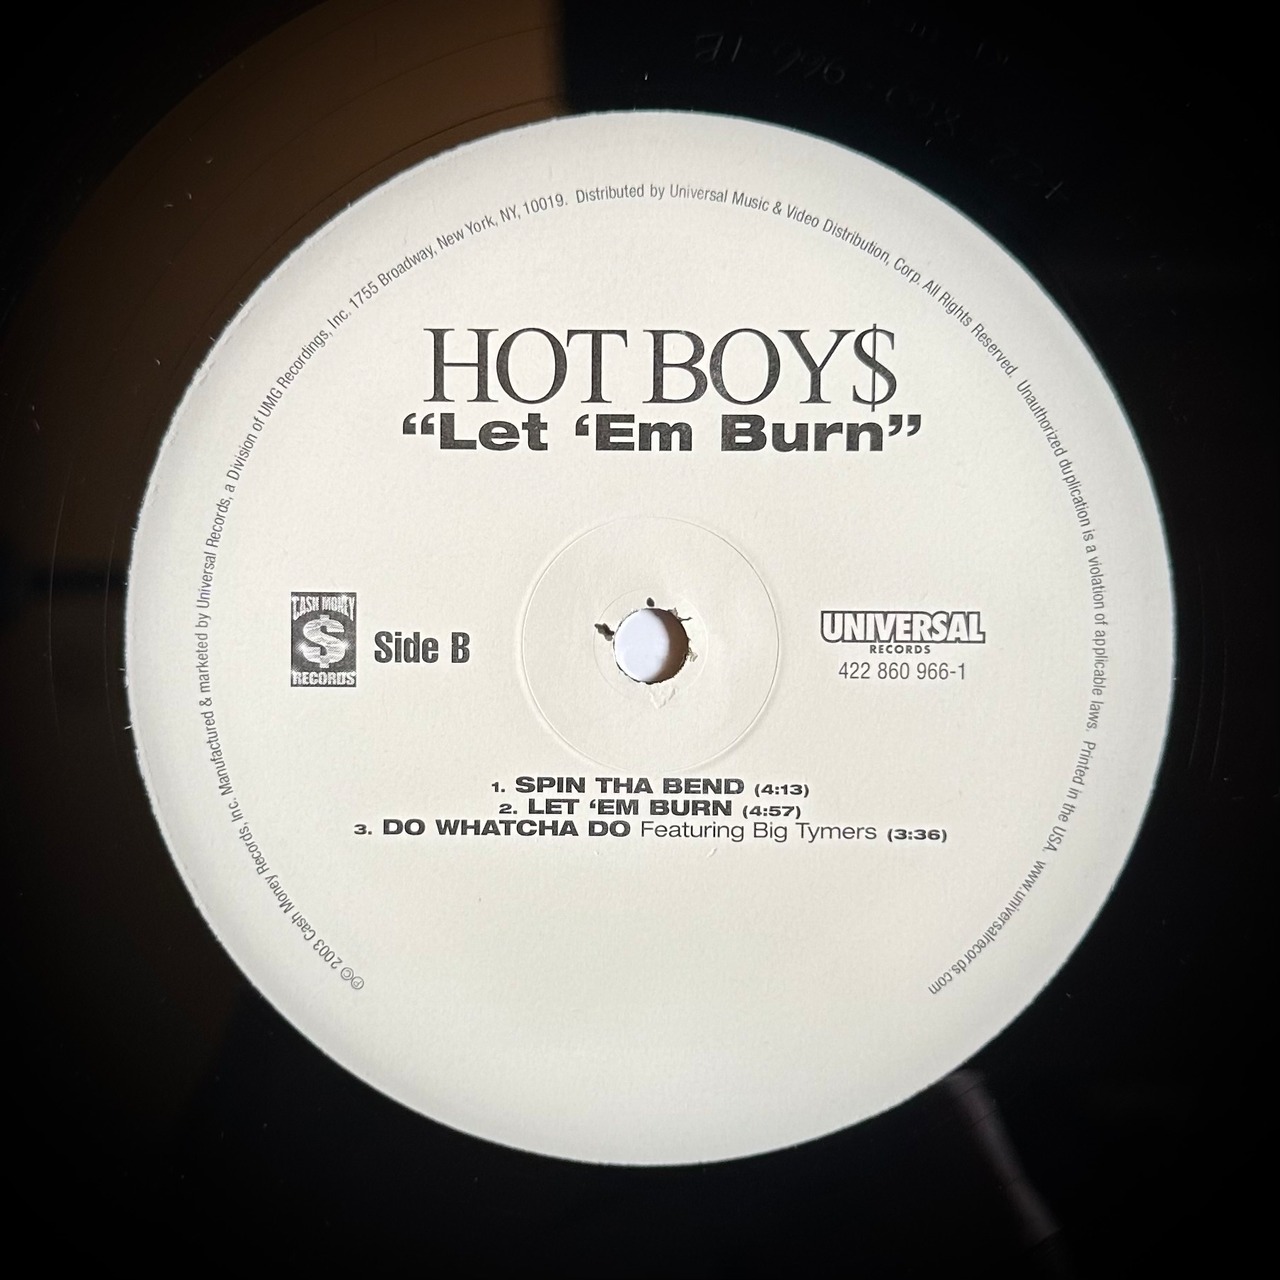 ℗© 2003 Cash Money Records, Inc. Manufactured & marketed by Universal Records, a Division of UMG Recordings, Inc. 1755 Broadway, New York, NY, 10019. Distributed by Universal Music & Video Distribution, Corp. All Rights Reserved. Unauthorized duplication is a violation of applicable laws. Printed in the USA. www.universalrecords.com
HOT BOY$
“Let ‘Em Burn”
CASH MONEY
$
RECORDS
Side B
UNIVERSAL
RECORDS
422 860 966-1
1. SPIN THA BEND (4:13)
2. LET ‘EM BURN (4:57)
3. DO WHATCHA DO Featuring Big Tymers (3:36)